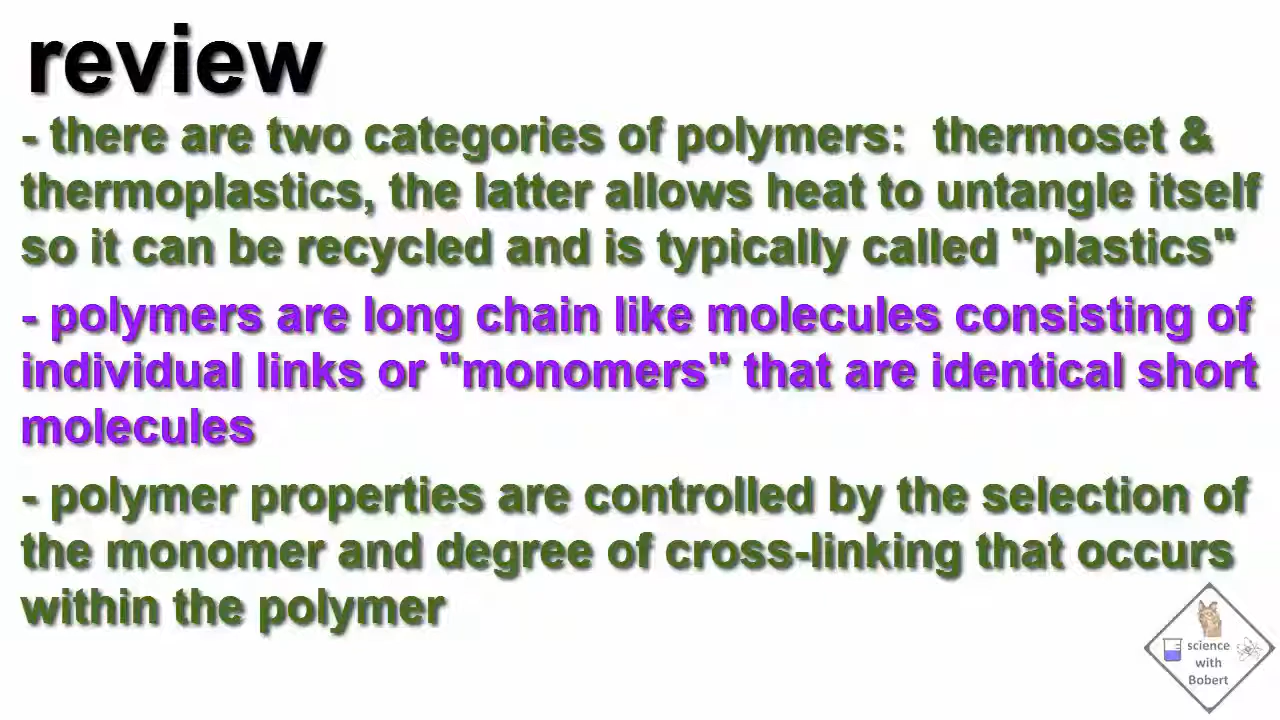 review
- there are two categories of polymers:  thermoset &
thermoplastics, the latter allows heat to untangle itself
so it can be recycled and is typically called "plastics"
- polymers are long chain like molecules consisting of
individual links or "monomers" that are identical short
molecules
- polymer properties are controlled by the selection of
the monomer and degree of cross-linking that occurs
within the polymer
science
with
Bobert